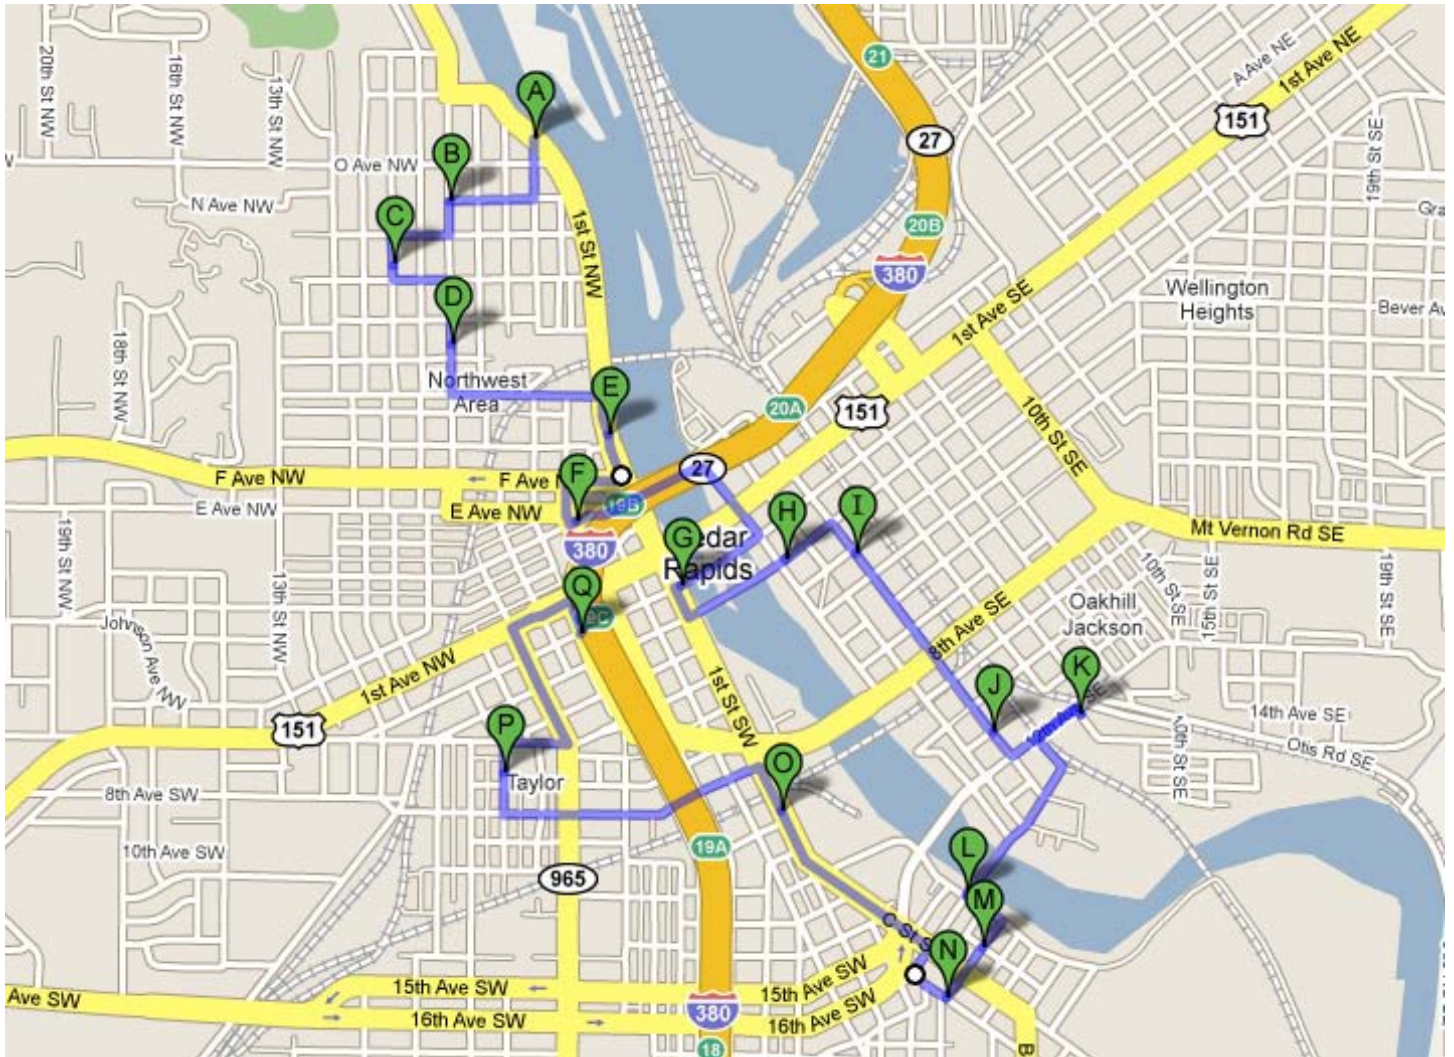 21
A Ave NE
1st Ave NE
151
20th St NW
16th St NW
13th St NW
A
27
19th St SE
B
O Ave NW
N Ave NW
C
1st St NW
20B
380
Wellington
Heights
D
1st Ave SE
18th St NW
Northwest
Area
E
20A
151
10th St SE
F Ave NW
F
27
19B
E Ave NW
E Ave NW
380
G
H
I
Mt Vernon Rd SE
Cedar
Rapids
19th St NW
13th St NW
Q
10th St SE
15th St SE
19th St SE
Oakhill
Jackson
8th Ave SE
Johnson Ave NW
1st Ave NW
151
1st St SW
J
K
12th Ave SE
14th Ave SE
Otis Rd SE
10th St SE
P
Taylor
8th Ave SW
O
10th Ave SW
19A
965
L
M
N
15th Ave SW
15th Ave SW
16th Ave SW
16th Ave SW
Ave SW
380
18
B